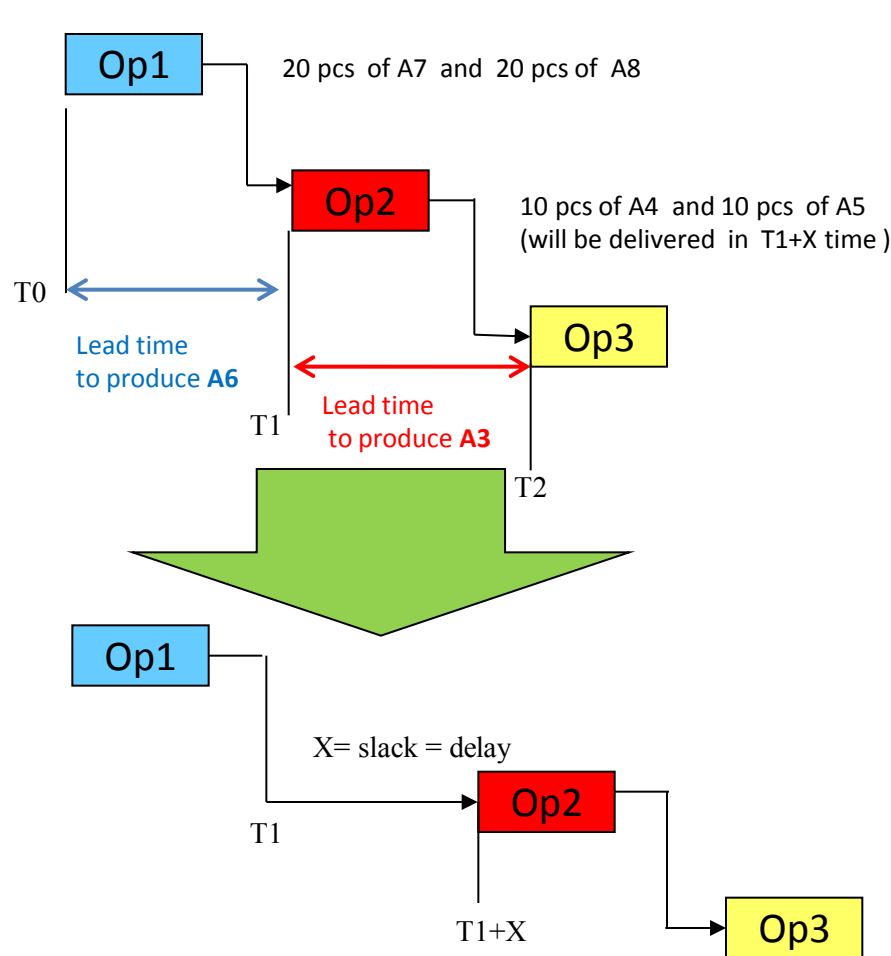 Op1
20 pcs of A7 and 20 pcs of A8
Op2
10 pcs of A4 and 10 pcs of A5
(will be delivered in T1+X time )
T0
Op3
Lead time
to produce A6
Lead time
to produce A3
T1
T2
Op1
X= slack = delay
Op2
T1
T1+X
Op3